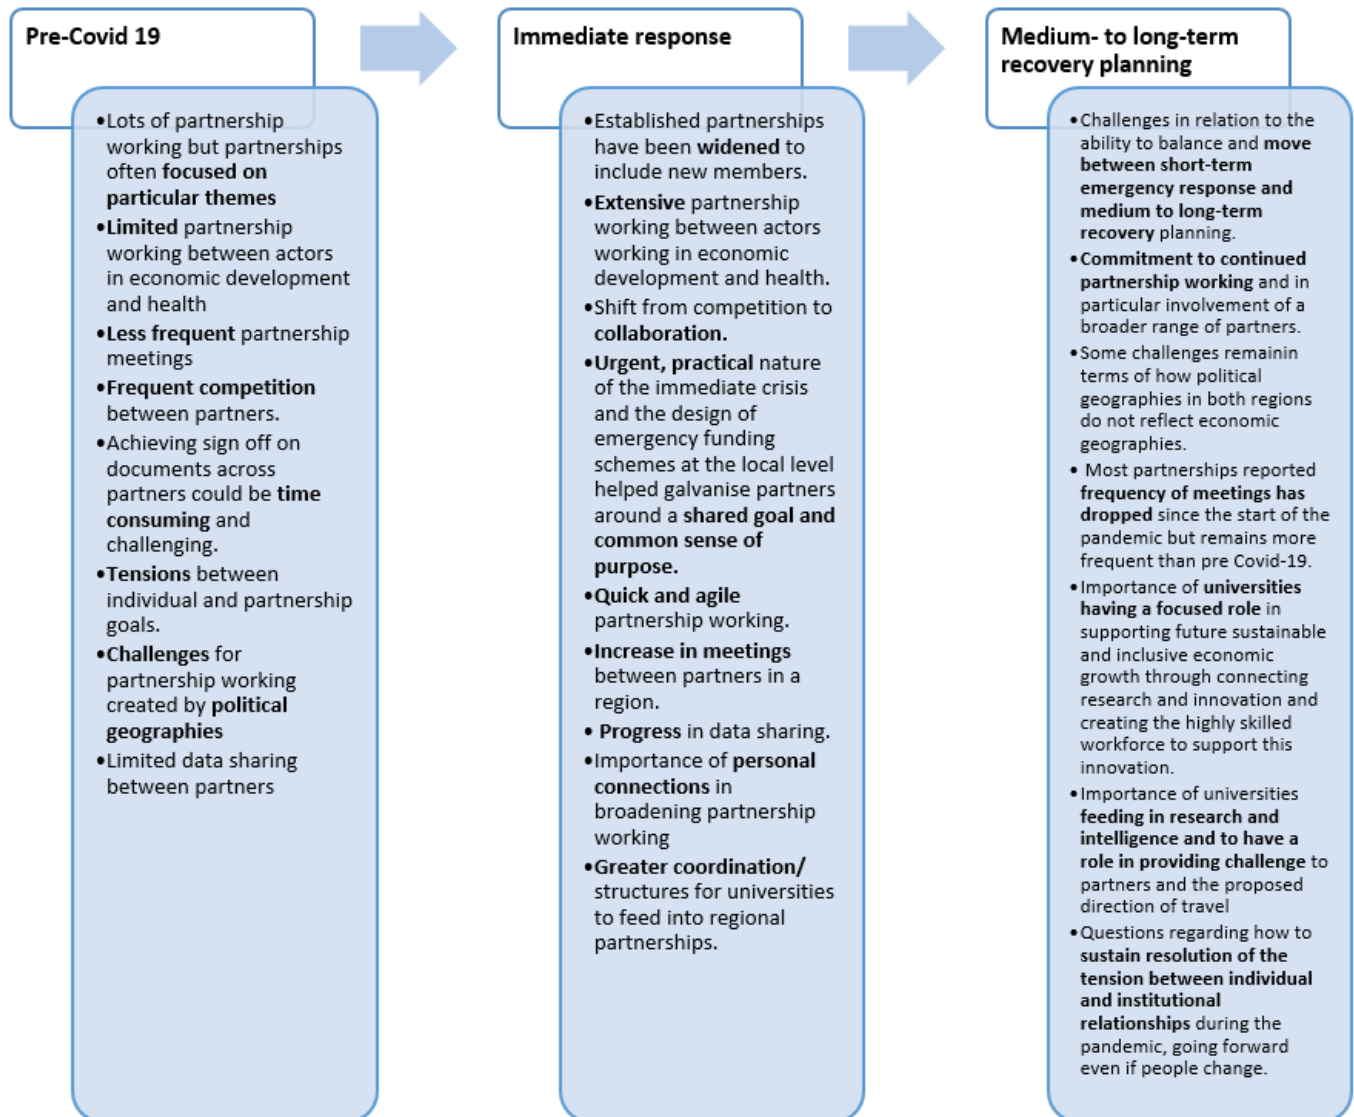 Pre-Covid 19
•Lots of partnership
working but partnerships
often focused on
particular themes
•Limited partnership
working between actors
in economic development
and health
•Less frequent partnership
meetings
•Frequent competition
between partners.
•Achieving sign off on
documents across
partners could be time
consuming and
challenging.
•Tensions between
individual and partnership
goals.
•Challenges for
partnership working
created by political
geographies
•Limited data sharing
between partners
Immediate response
•Established partnerships
have been widened to
include new members.
•Extensive partnership
working between actors
working in economic
development and health.
•Shift from competition to
collaboration.
•Urgent, practical nature
of the immediate crisis
and the design of
emergency funding
schemes at the local level
helped galvanise partners
around a shared goal and
common sense of
purpose.
•Quick and agile
partnership working.
•Increase in meetings
between partners in a
region.
• Progress in data sharing.
•Importance of personal
connections in
broadening partnership
working
•Greater coordination/
structures for universities
to feed into regional
partnerships.
Medium- to long-term
recovery planning
•Challenges in relation to the
ability to balance and move
between short-term
emergency response and
medium to long-term
recovery planning.
•Commitment to continued
partnership working and in
particular involvement of a
broader range of partners.
•Some challenges remainin
terms of how political
geographies in both regions
do not reflect economic
geographies.
• Most partnerships reported
frequency of meetings has
dropped since the start of the
pandemic but remains more
frequent than pre Covid-19.
•Importance of universities
having a focused role in
supporting future sustainable
and inclusive economic
growth through connecting
research and innovation and
creating the highly skilled
workforce to support this
innovation.
•Importance of universities
feeding in research and
intelligence and to have a
role in providing challenge to
partners and the proposed
direction of travel
•Questions regarding how to
sustain resolution of the
tension between individual
and institutional
relationships during the
pandemic, going forward
even if people change.